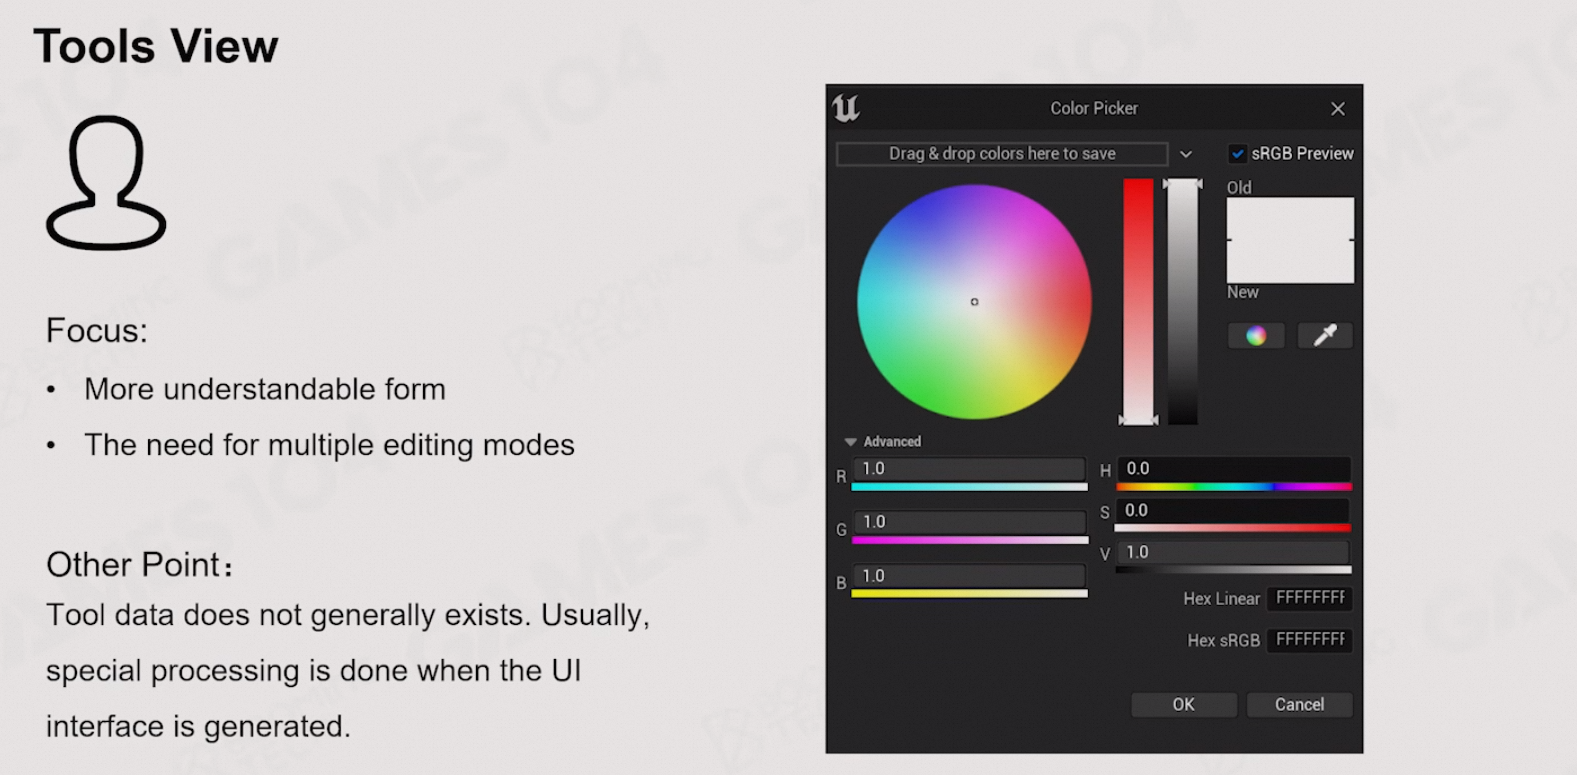 Tools View
Focus:
• More understandable form
• The need for multiple editing modes
Other Point：
Tool data does not generally exists. Usually,
special processing is done when the UI
interface is generated.
Color Picker
Drag & drop colors here to save
sRGB Preview
Old
New
Advanced
R 1.0
G 1.0
B 1.0
H 0.0
S 0.0
V 1.0
Hex Linear FFFFFFFF
Hex sRGB FFFFFFFF
OK Cancel
GAMES 104